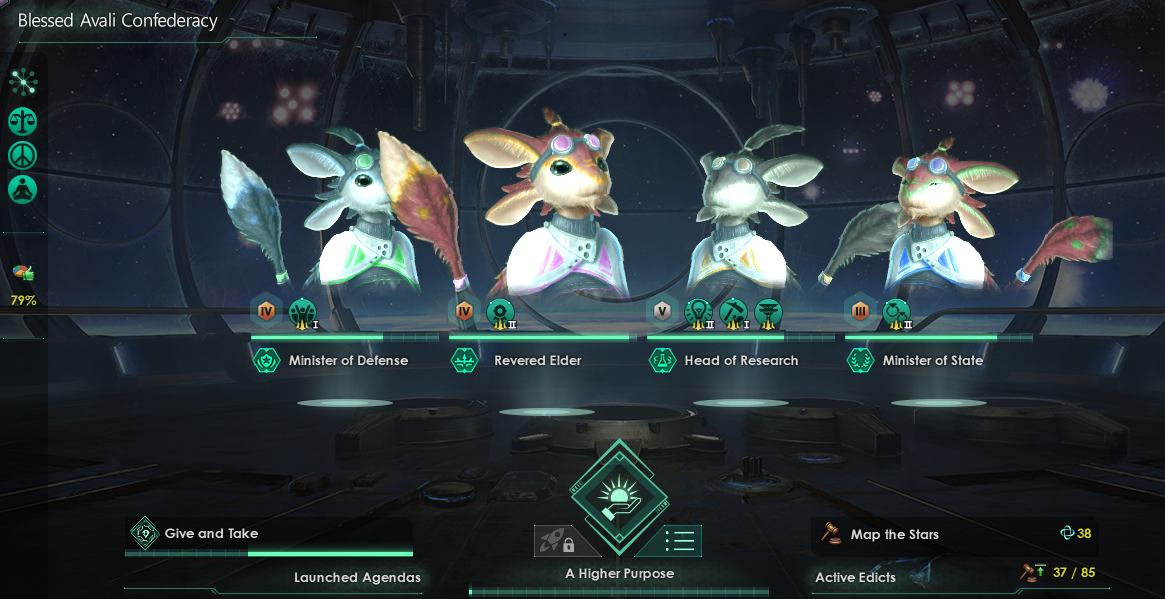 Blessed Avali Confederacy
79%
IV I
IV II
V II I
III II
Minister of Defense
Revered Elder
Head of Research
Minister of State
Give and Take
Launched Agendas
A Higher Purpose
Map the Stars
38
Active Edicts
37 / 85